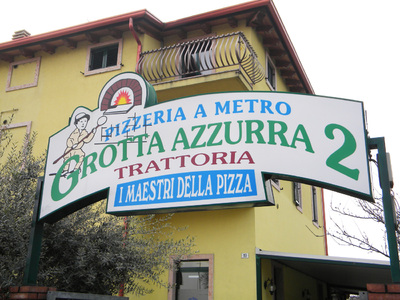 PIZZERIA A METRO
GROTTA AZZURRA 2
TRATTORIA
I MAESTRI DELLA PIZZA